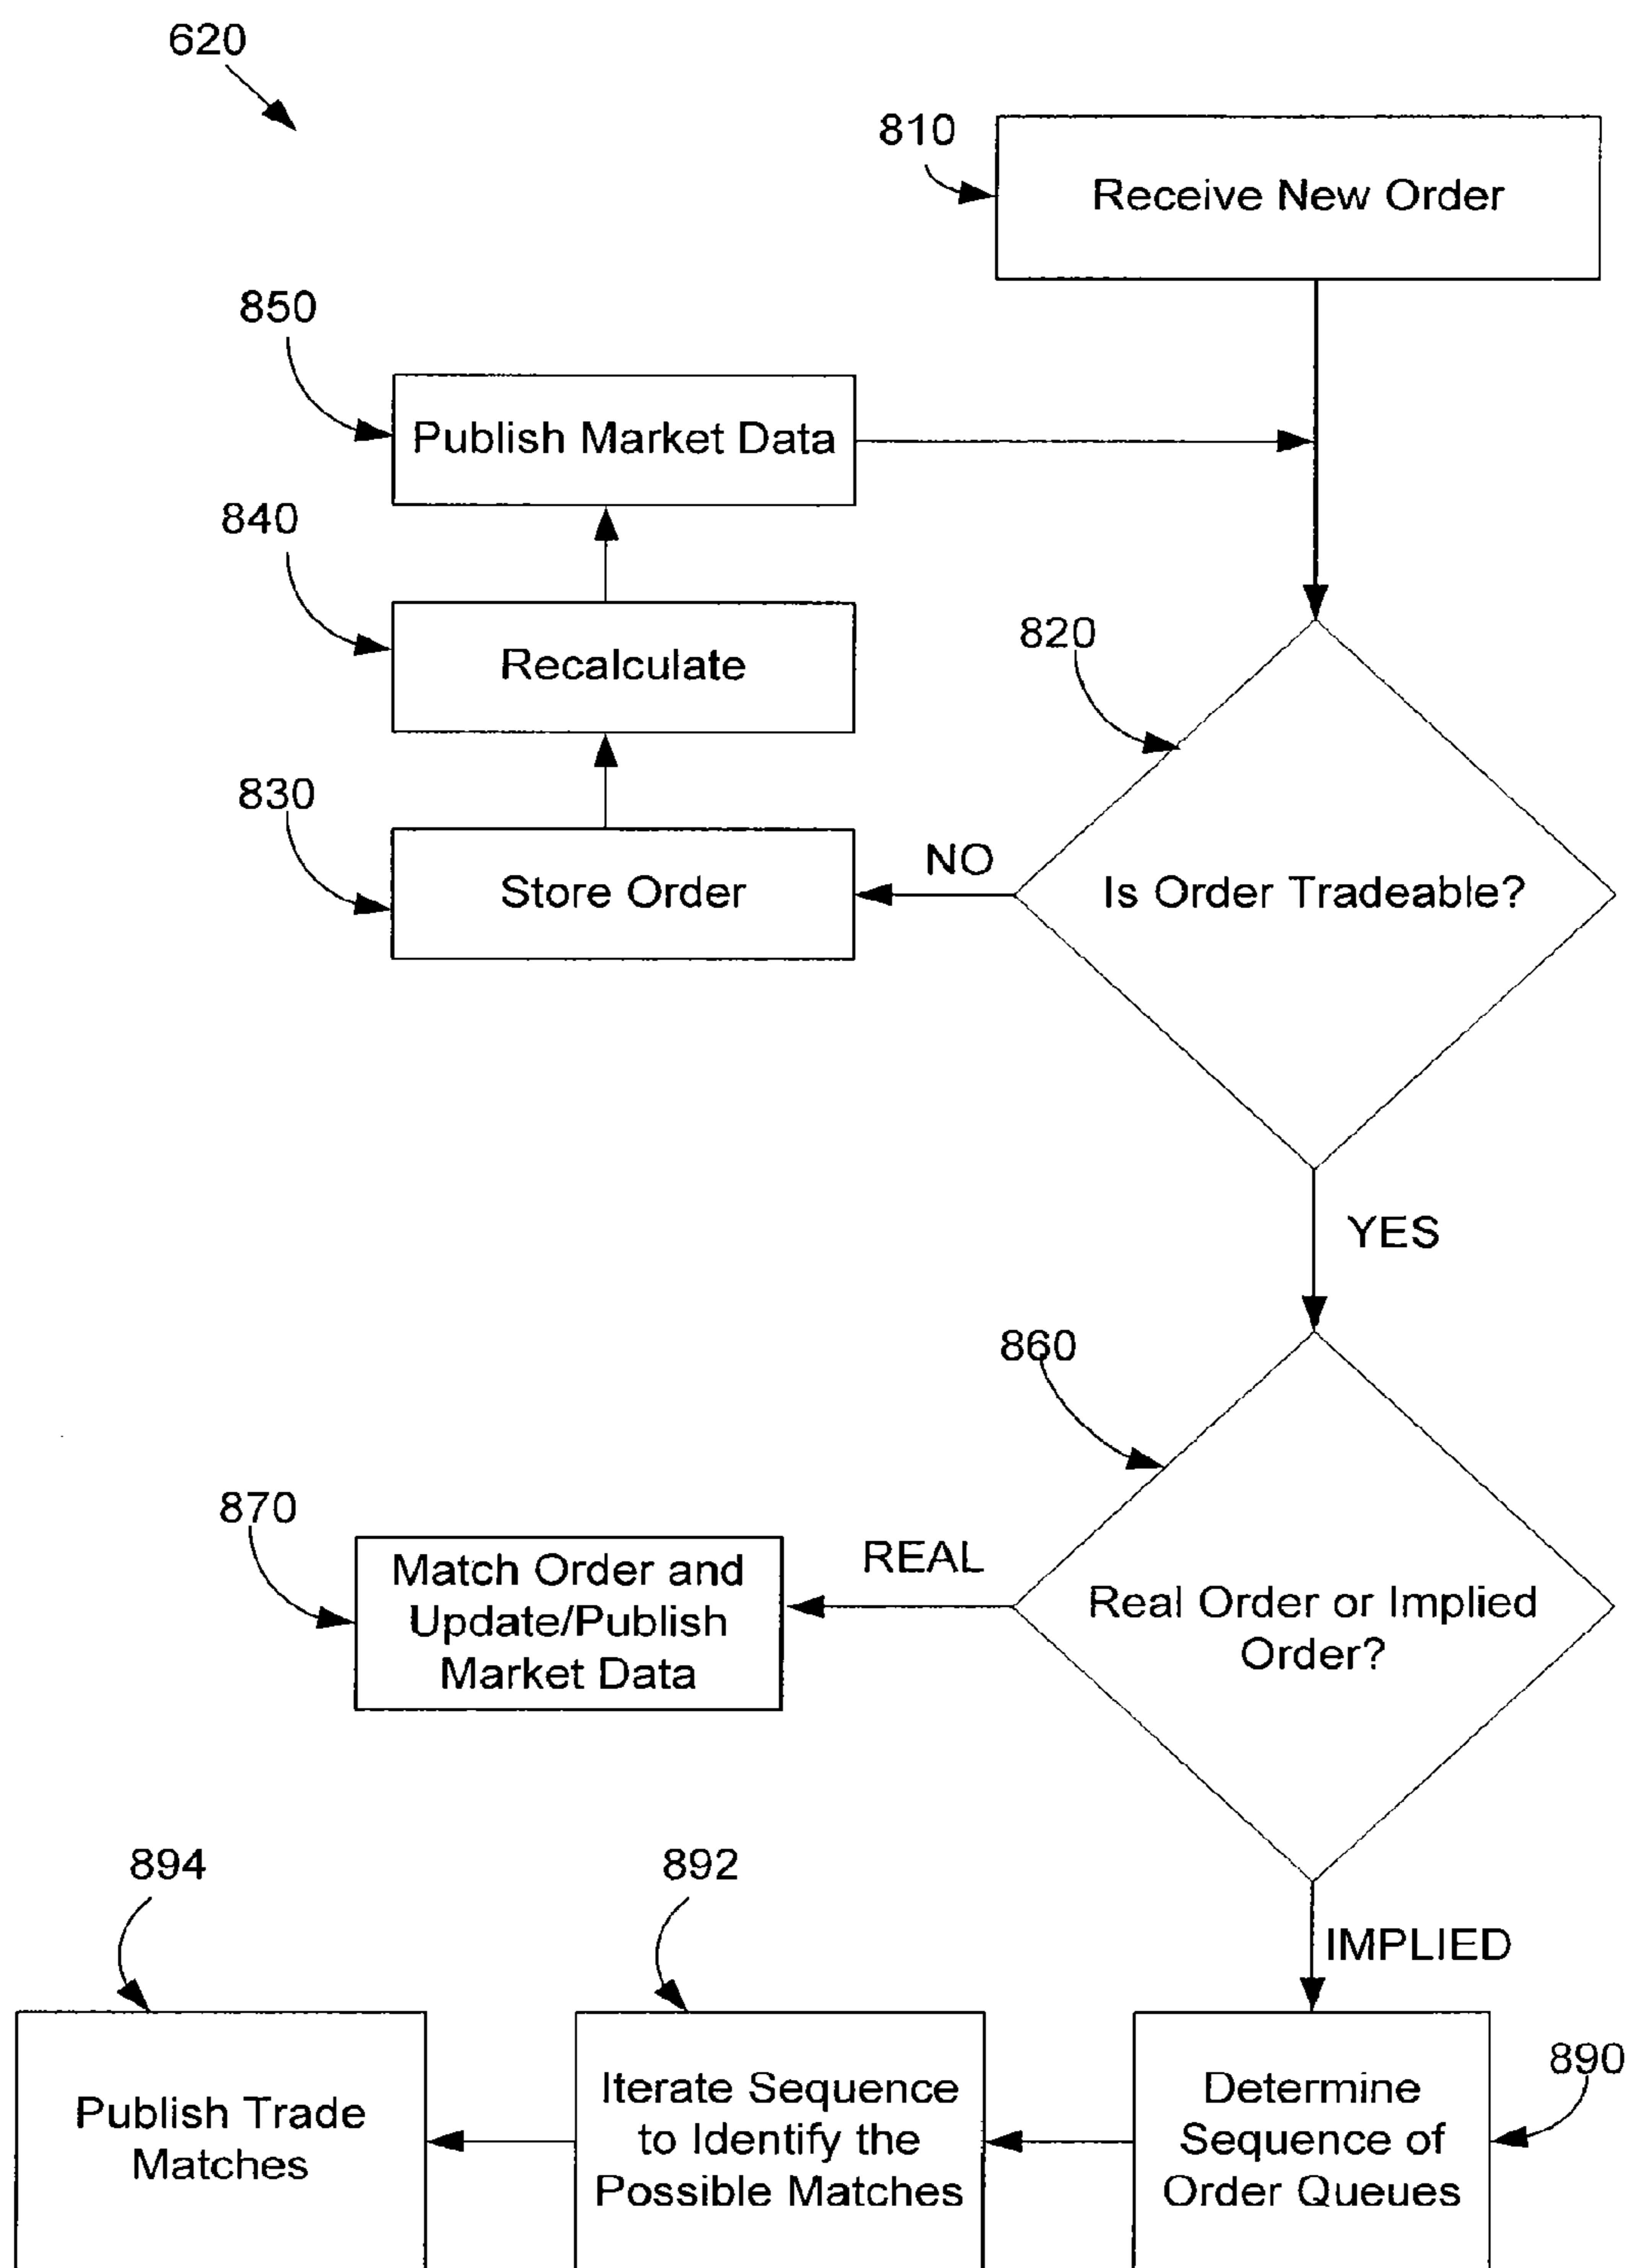 620
810
Receive New Order
850
Publish Market Data
840
Recalculate
820
830
Store Order
NO
Is Order Tradeable?
YES
860
870
REAL
Match Order and
Update/Publish
Market Data
Real Order or Implied
Order?
894
892
IMPLIED
890
Publish Trade
Matches
Iterate Sequence
to Identify the
Possible Matches
Determine
Sequence of
Order Queues